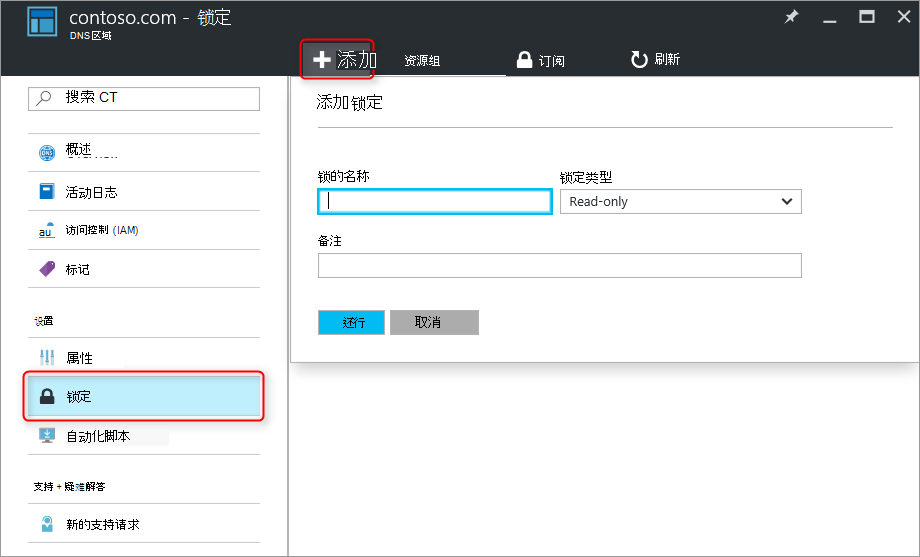 contoso.com - 锁定
DNS区域
添加
资源组
订阅
刷新
搜索 CT
概述
活动日志
au 访问控制 (IAM)
标记
设置
属性
锁定
自动化脚本
支持 + 疑难解答
新的支持请求
添加锁定
锁的名称
锁定类型
Read-only
备注
还行
取消